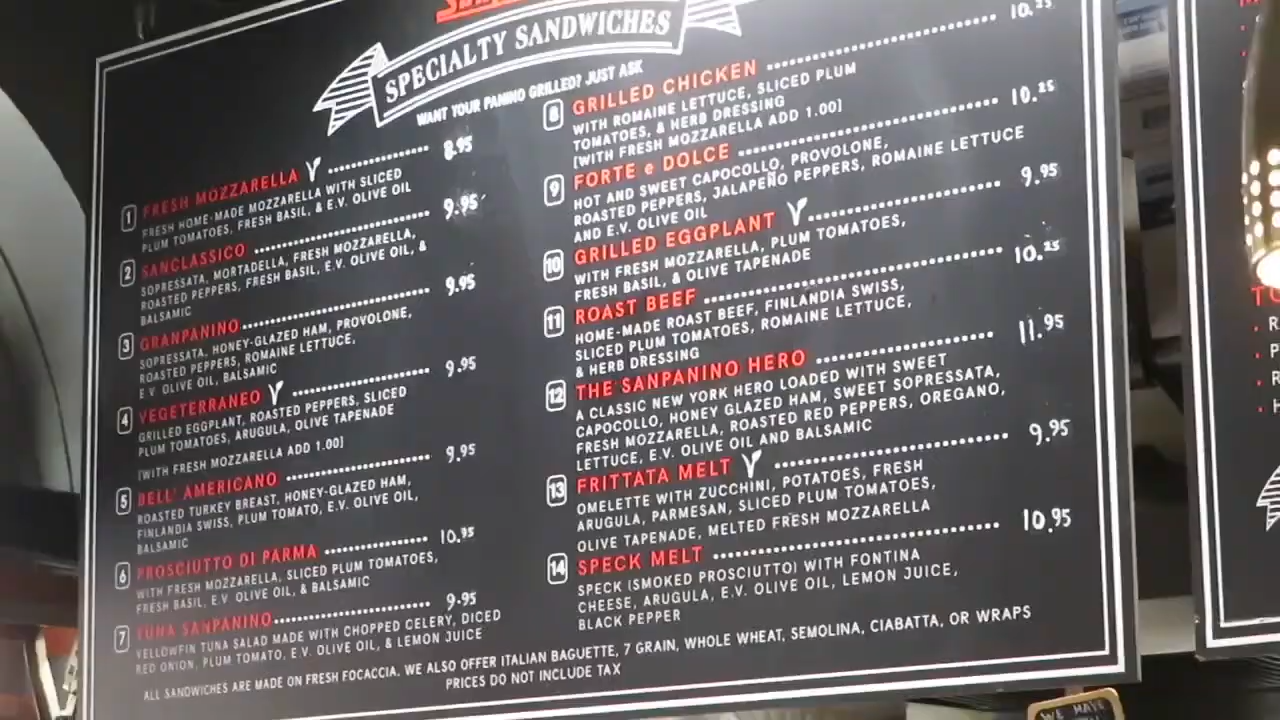 SPECIALTY SANDWICHES
WANT YOUR PANINO GRILLED? JUST ASK
1 FRESH MOZZARELLA 8.95
FRESH HOME-MADE MOZZARELLA WITH SLICED
PLUM TOMATOES, FRESH BASIL, & E.V. OLIVE OIL
2 SANCLASSICO 9.95
SOPRESSATA, MORTADELLA, FRESH MOZZARELLA,
ROASTED PEPPERS, FRESH BASIL, E.V. OLIVE OIL, &
BALSAMIC
3 GRANPANINO 9.95
SOPRESSATA, HONEY-GLAZED HAM, PROVOLONE,
ROASTED PEPPERS, ROMAINE LETTUCE,
E.V. OLIVE OIL, BALSAMIC
4 VEGETERRANEO 9.95
GRILLED EGGPLANT, ROASTED PEPPERS, SLICED
PLUM TOMATOES, ARUGULA, OLIVE TAPENADE
[WITH FRESH MOZZARELLA ADD 1.00]
5 BELL' AMERICANO 9.95
ROASTED TURKEY BREAST, HONEY-GLAZED HAM,
FINLANDIA SWISS, PLUM TOMATO, E.V. OLIVE OIL,
BALSAMIC
6 PROSCIUTTO DI PARMA 10.95
WITH FRESH MOZZARELLA, SLICED PLUM TOMATOES,
FRESH BASIL, E.V. OLIVE OIL, & BALSAMIC
7 TUNA SANPANINO 9.95
YELLOWFIN TUNA SALAD MADE WITH CHOPPED CELERY, DICED
RED ONION, PLUM TOMATO, E.V. OLIVE OIL, & LEMON JUICE
8 GRILLED CHICKEN 10.25
WITH ROMAINE LETTUCE, SLICED PLUM
TOMATOES, & HERB DRESSING
[WITH FRESH MOZZARELLA ADD 1.00]
9 FORTE e DOLCE 10.25
HOT AND SWEET CAPOCOLLO, PROVOLONE,
ROASTED PEPPERS, JALAPEÑO PEPPERS, ROMAINE LETTUCE
AND E.V. OLIVE OIL
10 GRILLED EGGPLANT 9.95
WITH FRESH MOZZARELLA, PLUM TOMATOES,
FRESH BASIL, & OLIVE TAPENADE
11 ROAST BEEF 10.25
HOME-MADE ROAST BEEF, FINLANDIA SWISS,
SLICED PLUM TOMATOES, ROMAINE LETTUCE,
& HERB DRESSING
12 THE SANPANINO HERO 11.95
A CLASSIC NEW YORK HERO LOADED WITH SWEET
CAPOCOLLO, HONEY GLAZED HAM, SWEET SOPRESSATA,
FRESH MOZZARELLA, ROASTED RED PEPPERS, OREGANO,
LETTUCE, E.V. OLIVE OIL AND BALSAMIC
13 FRITTATA MELT 9.95
OMELETTE WITH ZUCCHINI, POTATOES, FRESH
ARUGULA, PARMESAN, SLICED PLUM TOMATOES,
OLIVE TAPENADE, MELTED FRESH MOZZARELLA
14 SPECK MELT 10.95
SPECK [SMOKED PROSCIUTTO] WITH FONTINA
CHEESE, ARUGULA, E.V. OLIVE OIL, LEMON JUICE,
BLACK PEPPER
ALL SANDWICHES ARE MADE ON FRESH FOCACCIA. WE ALSO OFFER ITALIAN BAGUETTE, 7 GRAIN, WHOLE WHEAT, SEMOLINA, CIABATTA, OR WRAPS
PRICES DO NOT INCLUDE TAX
WE HAVE